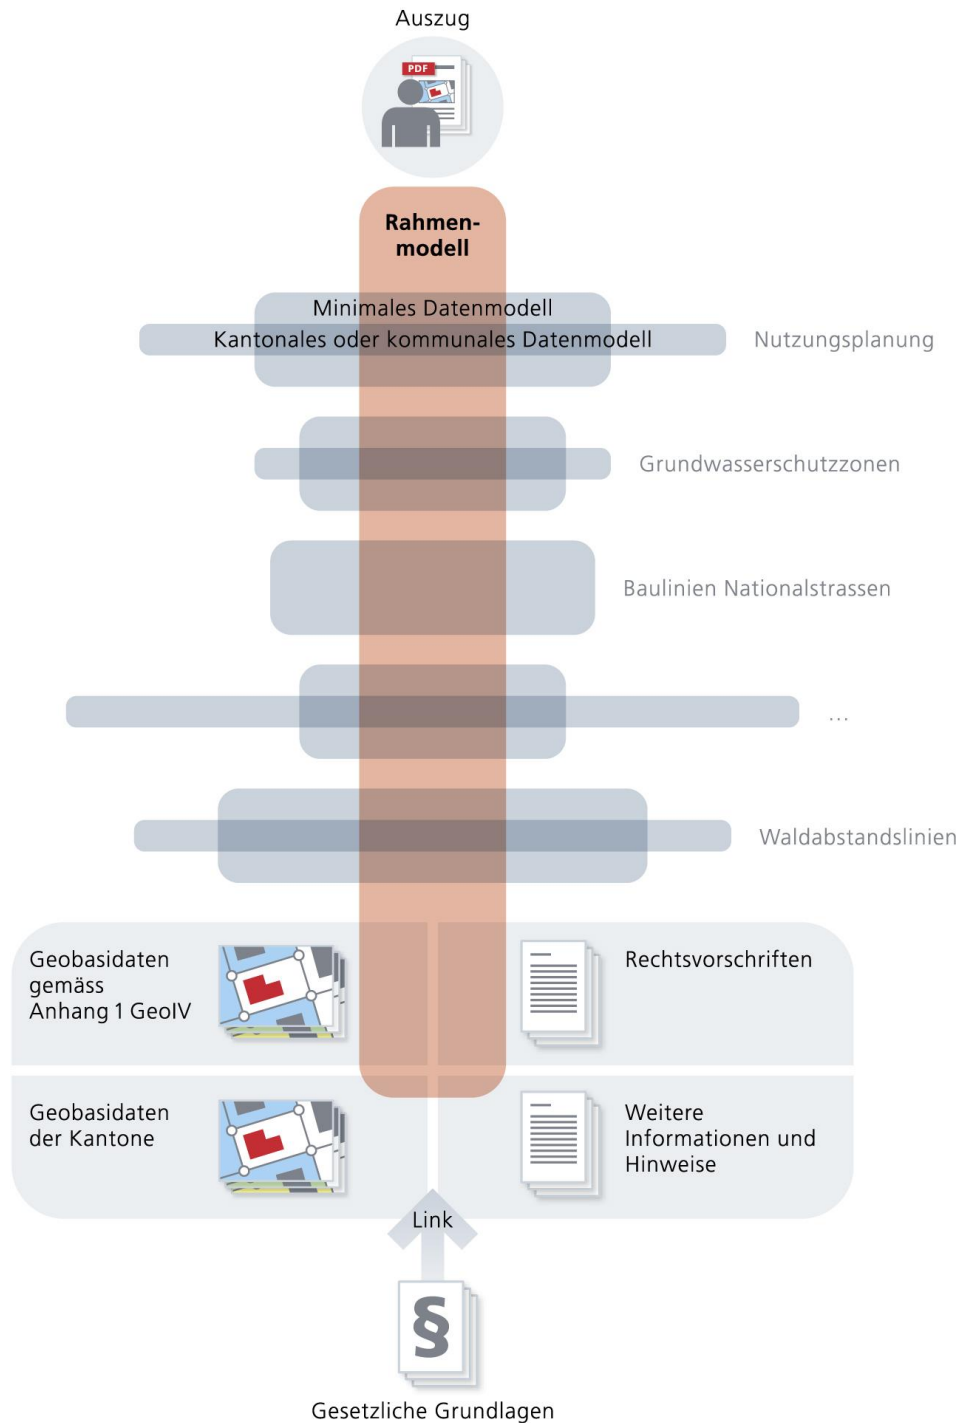 Auszug
PDF
Rahmen-
modell
Minimales Datenmodell
Kantonales oder kommunales Datenmodell
Nutzungsplanung
Grundwasserschutzzonen
Baulinien Nationalstrassen
...
Waldabstandslinien
Geobasidaten
gemäss
Anhang 1 GeoIV
Rechtsvorschriften
Geobasidaten
der Kantone
Weitere
Informationen und
Hinweise
Link
§
Gesetzliche Grundlagen